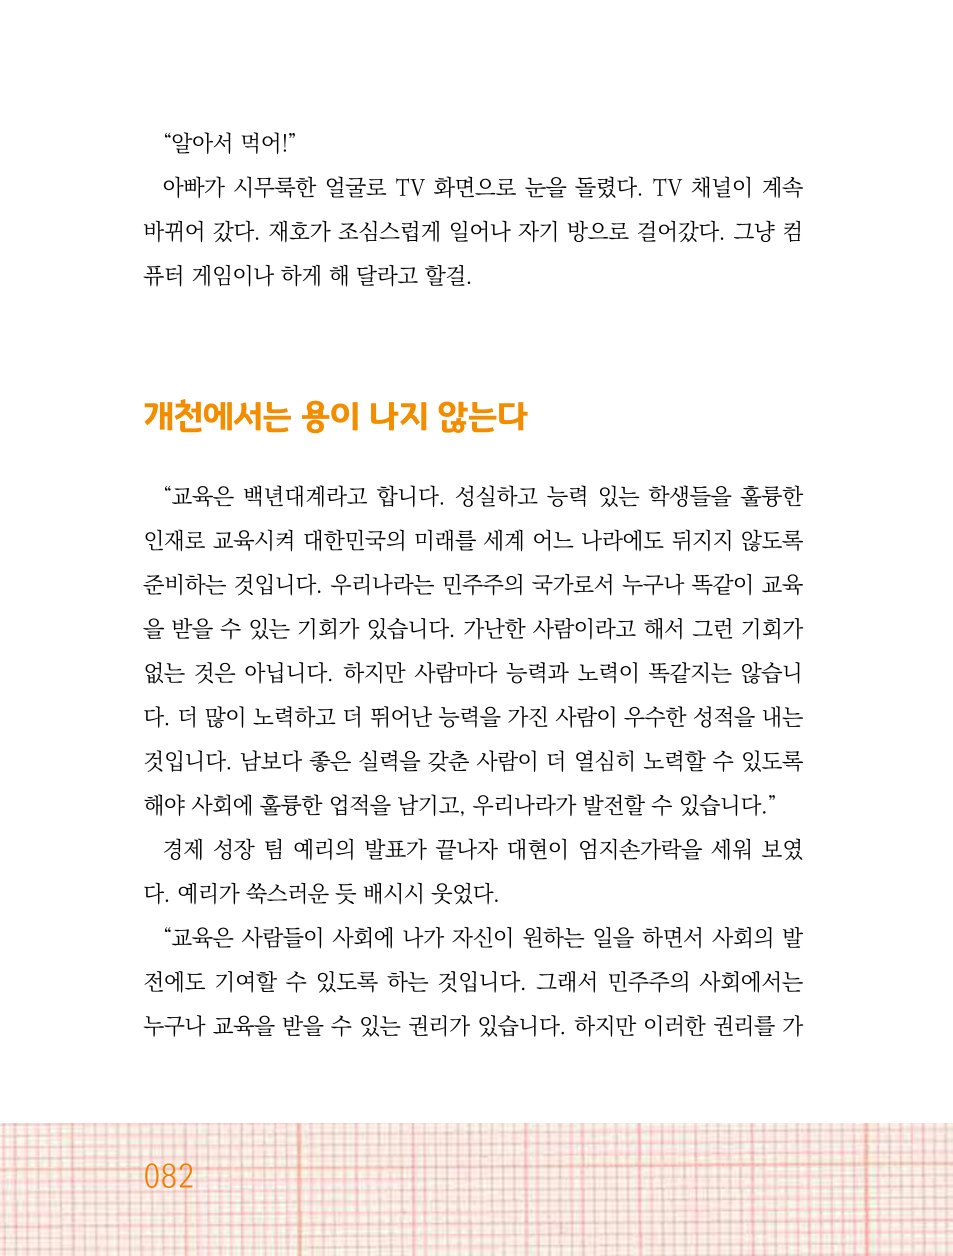 “알아서 먹어!”
아빠가 시무룩한 얼굴로 TV 화면으로 눈을 돌렸다. TV 채널이 계속
바뀌어 갔다. 재호가 조심스럽게 일어나 자기 방으로 걸어갔다. 그냥 컴
퓨터 게임이나 하게 해 달라고 할걸.
개천에서는 용이 나지 않는다
“교육은 백년대계라고 합니다. 성실하고 능력 있는 학생들을 훌륭한
인재로 교육시켜 대한민국의 미래를 세계 어느 나라에도 뒤지지 않도록
준비하는 것입니다. 우리나라는 민주주의 국가로서 누구나 똑같이 교육
을 받을 수 있는 기회가 있습니다. 가난한 사람이라고 해서 그런 기회가
없는 것은 아닙니다. 하지만 사람마다 능력과 노력이 똑같지는 않습니
다. 더 많이 노력하고 더 뛰어난 능력을 가진 사람이 우수한 성적을 내는
것입니다. 남보다 좋은 실력을 갖춘 사람이 더 열심히 노력할 수 있도록
해야 사회에 훌륭한 업적을 남기고, 우리나라가 발전할 수 있습니다.”
경제 성장 팀 예리의 발표가 끝나자 대현이 엄지손가락을 세워 보였
다. 예리가 쑥스러운 듯 배시시 웃었다.
“교육은 사람들이 사회에 나가 자신이 원하는 일을 하면서 사회의 발
전에도 기여할 수 있도록 하는 것입니다. 그래서 민주주의 사회에서는
누구나 교육을 받을 수 있는 권리가 있습니다. 하지만 이러한 권리를 가
082